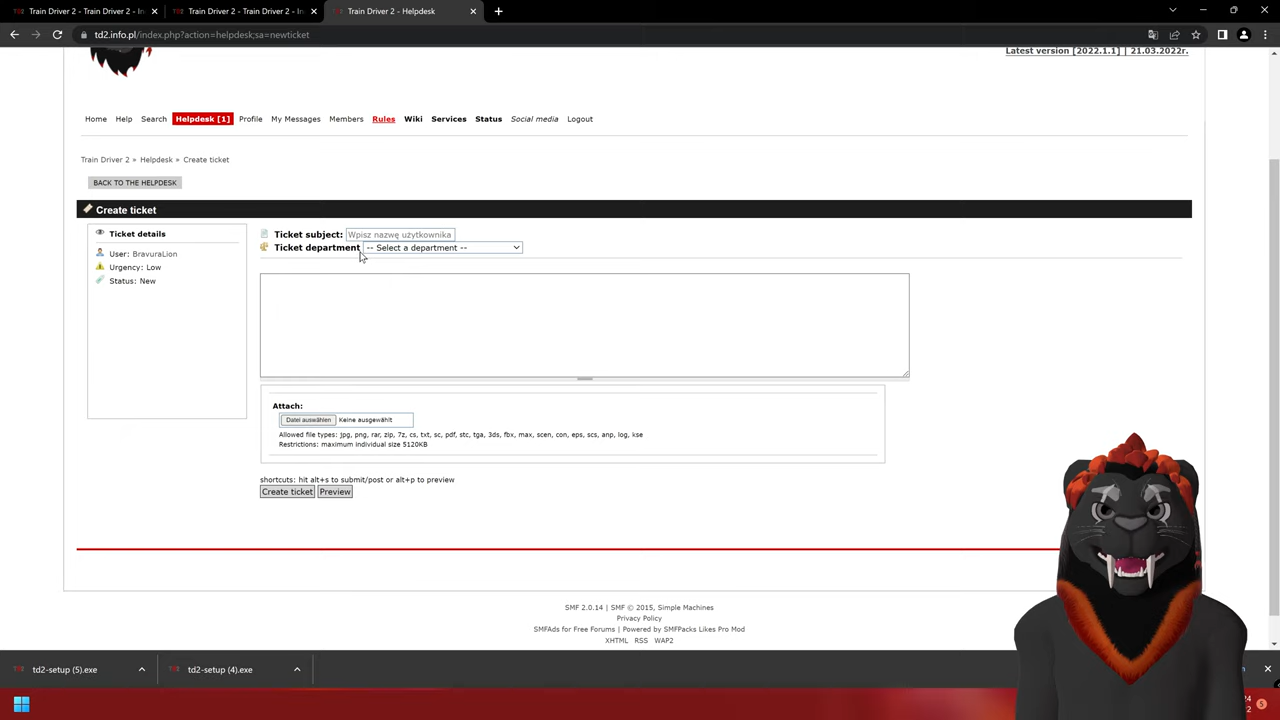 Train Driver 2 - Train Driver 2 - In
Train Driver 2 - Train Driver 2 - In
Train Driver 2 - Helpdesk
td2.info.pl/index.php?action=helpdesk;sa=newticket
Latest version [2022.1.1] | 21.03.2022r.
Home Help Search Helpdesk [1] Profile My Messages Members Rules Wiki Services Status Social media Logout
Train Driver 2 » Helpdesk » Create ticket
BACK TO THE HELPDESK
Create ticket
Ticket details
User: BravuraLion
Urgency: Low
Status: New
Ticket subject: Wpisz nazwę użytkownika
Ticket department -- Select a department --
Attach:
Datei auswählen Keine ausgewählt
Allowed file types: jpg, png, rar, zip, 7z, cs, txt, sc, pdf, stc, tga, 3ds, fbx, max, scen, con, eps, scs, anp, log, kse
Restrictions: maximum individual size 5120KB
shortcuts: hit alt+s to submit/post or alt+p to preview
Create ticket Preview
SMF 2.0.14 | SMF © 2015, Simple Machines
Privacy Policy
SMFAds for Free Forums | Powered by SMFPacks Likes Pro Mod
XHTML RSS WAP2
td2-setup (5).exe
td2-setup (4).exe
5